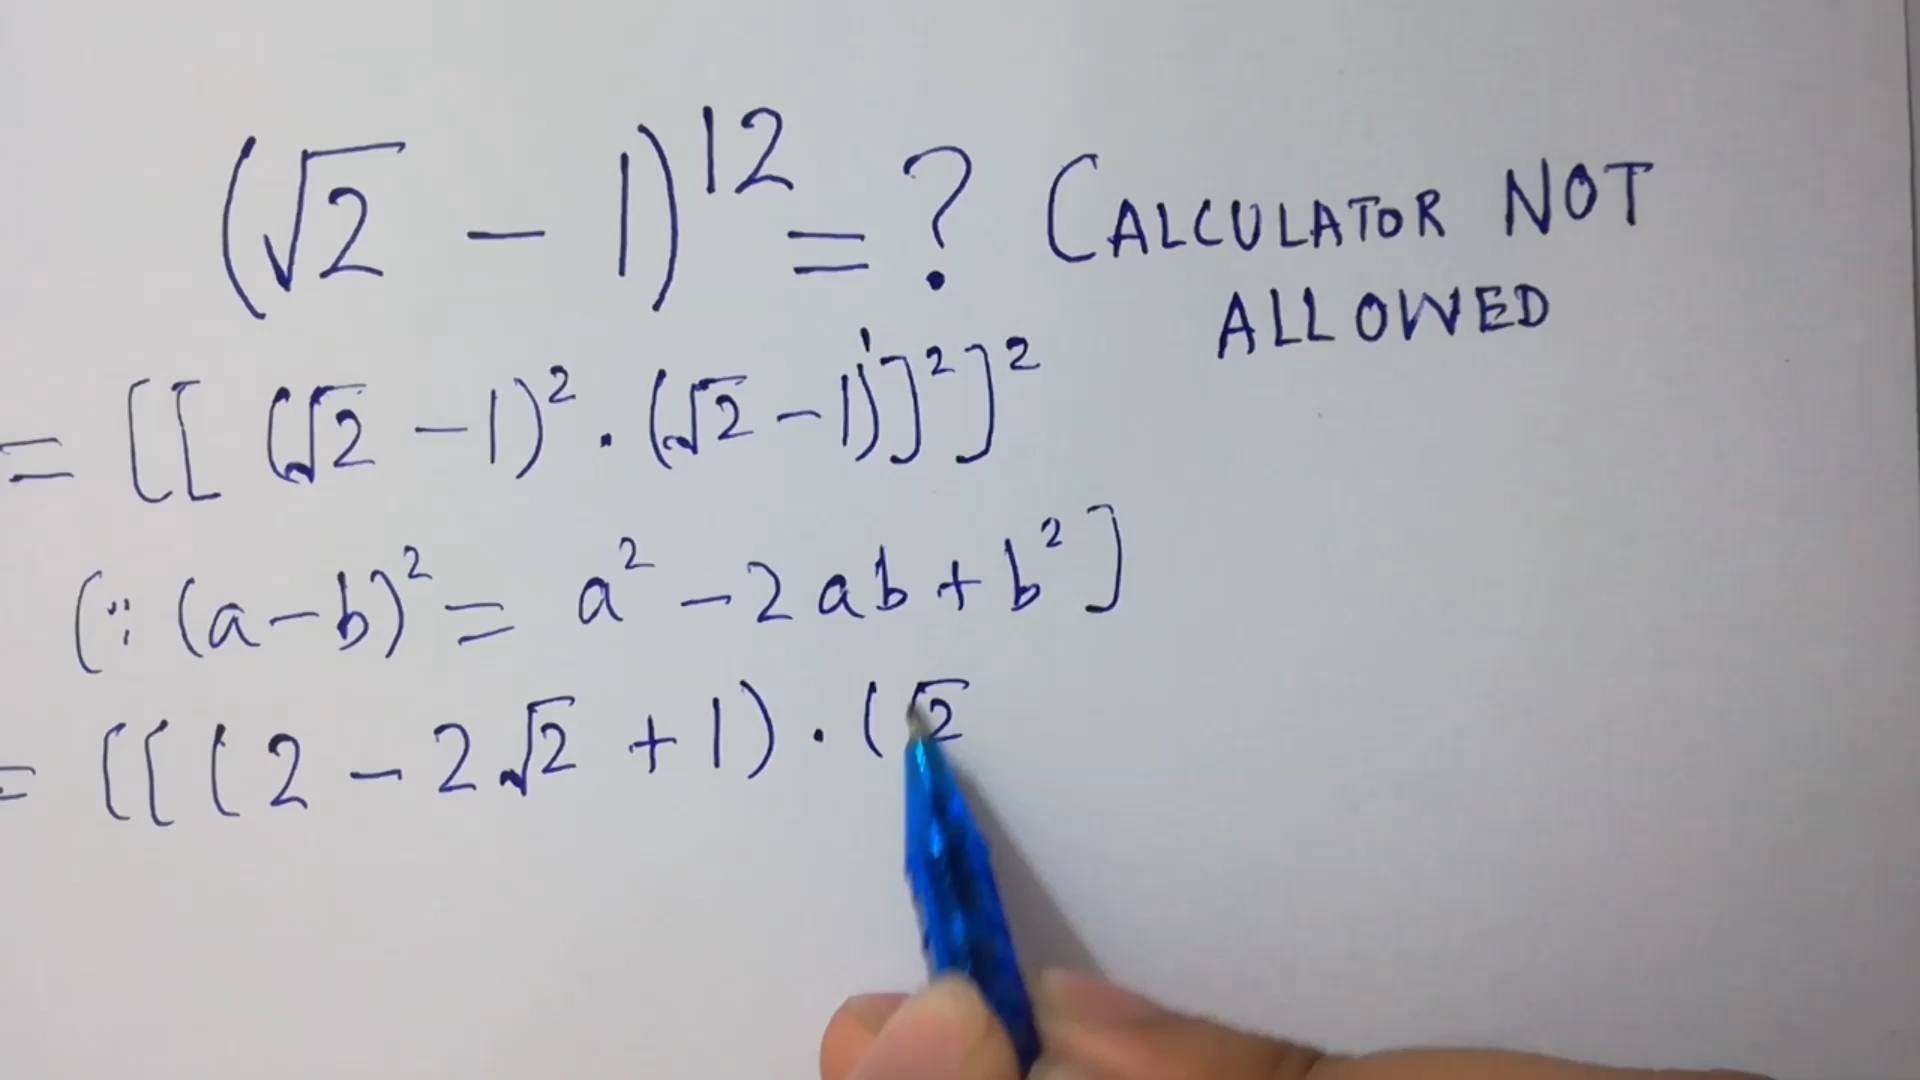 (√2 - 1)^12 = ? (CALCULATOR NOT
ALLOWED
= [[ (√2 - 1)² · (√2 - 1)¹]²]²
(∵ (a - b)² = a² - 2ab + b²]
= [[(2 - 2√2 + 1) · (√2